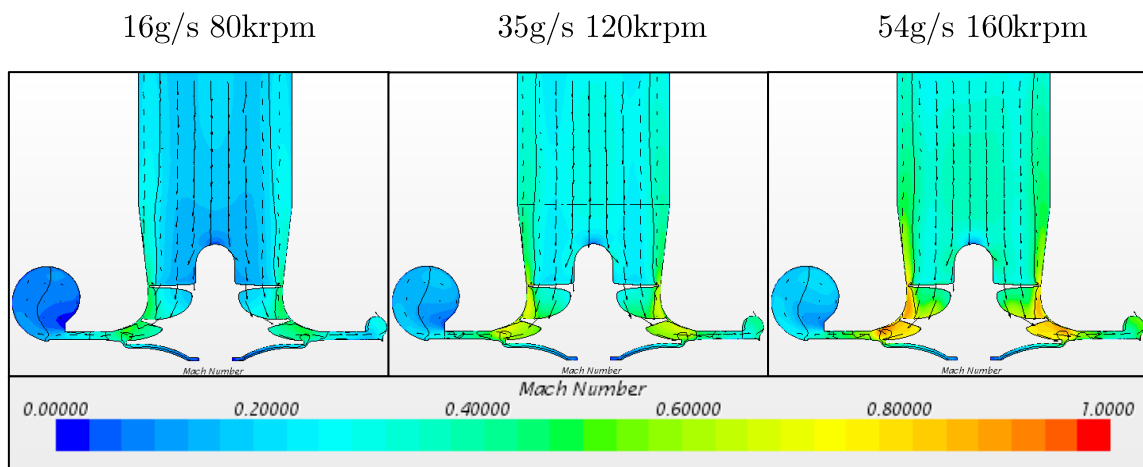 16g/s 80krpm 35g/s 120krpm 54g/s 160krpm
Mach Number Mach Number Mach Number
Mach Number
0.00000 0.20000 0.40000 0.60000 0.80000 1.0000